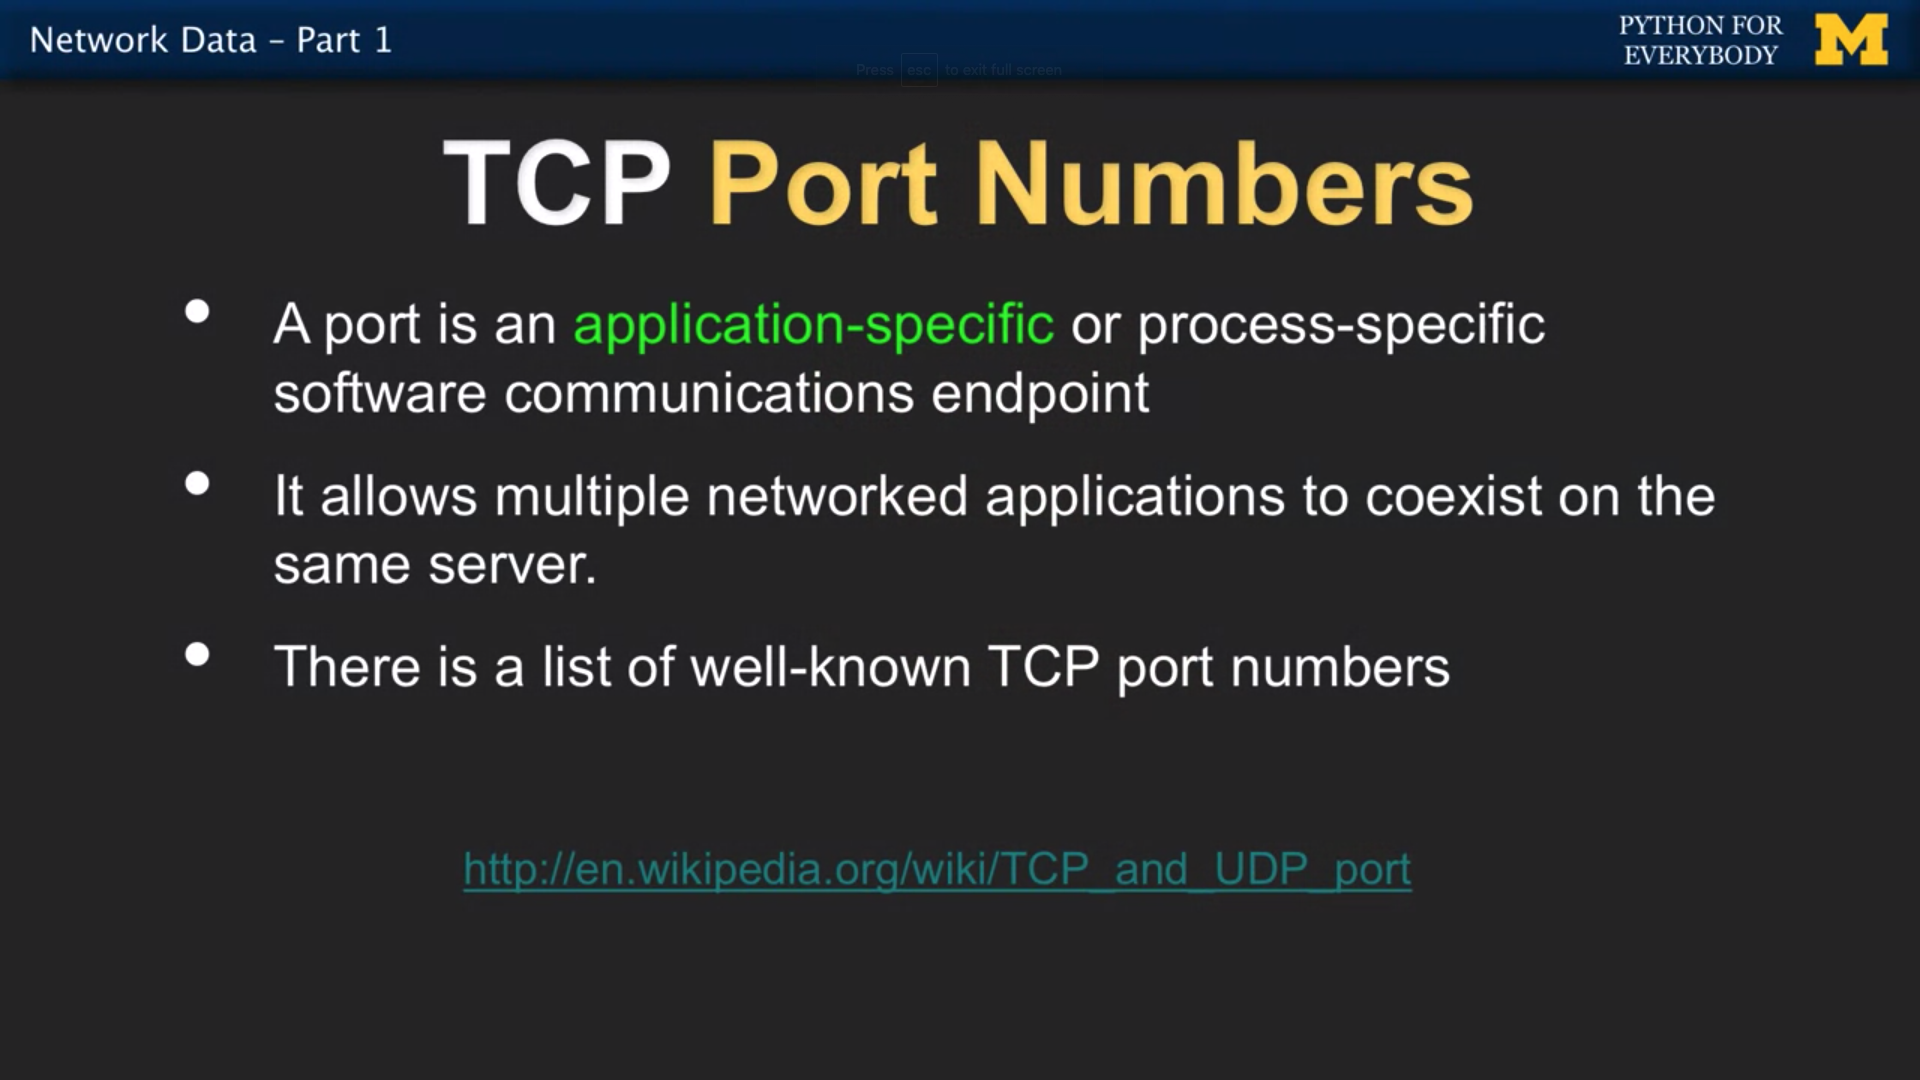 Network Data – Part 1
PYTHON FOR
EVERYBODY
M
Press esc to exit full screen
TCP Port Numbers
• A port is an application-specific or process-specific
software communications endpoint
• It allows multiple networked applications to coexist on the
same server.
• There is a list of well-known TCP port numbers
http://en.wikipedia.org/wiki/TCP_and_UDP_port